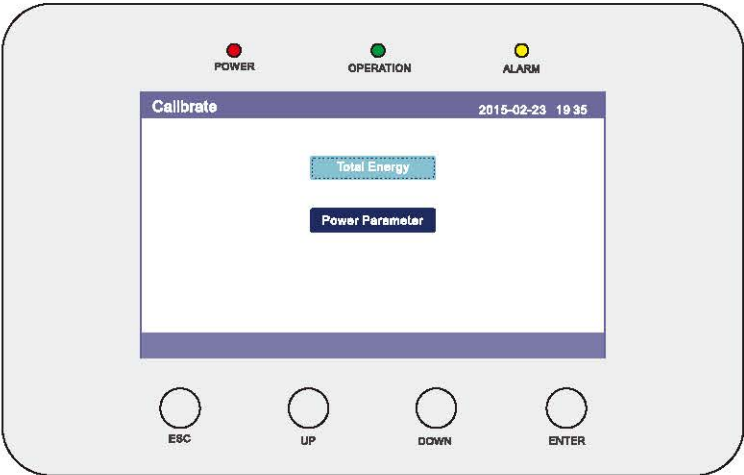 POWER OPERATION ALARM
Calibrate 2015-02-23 19 35
Total Energy
Power Parameter
ESC UP DOWN ENTER